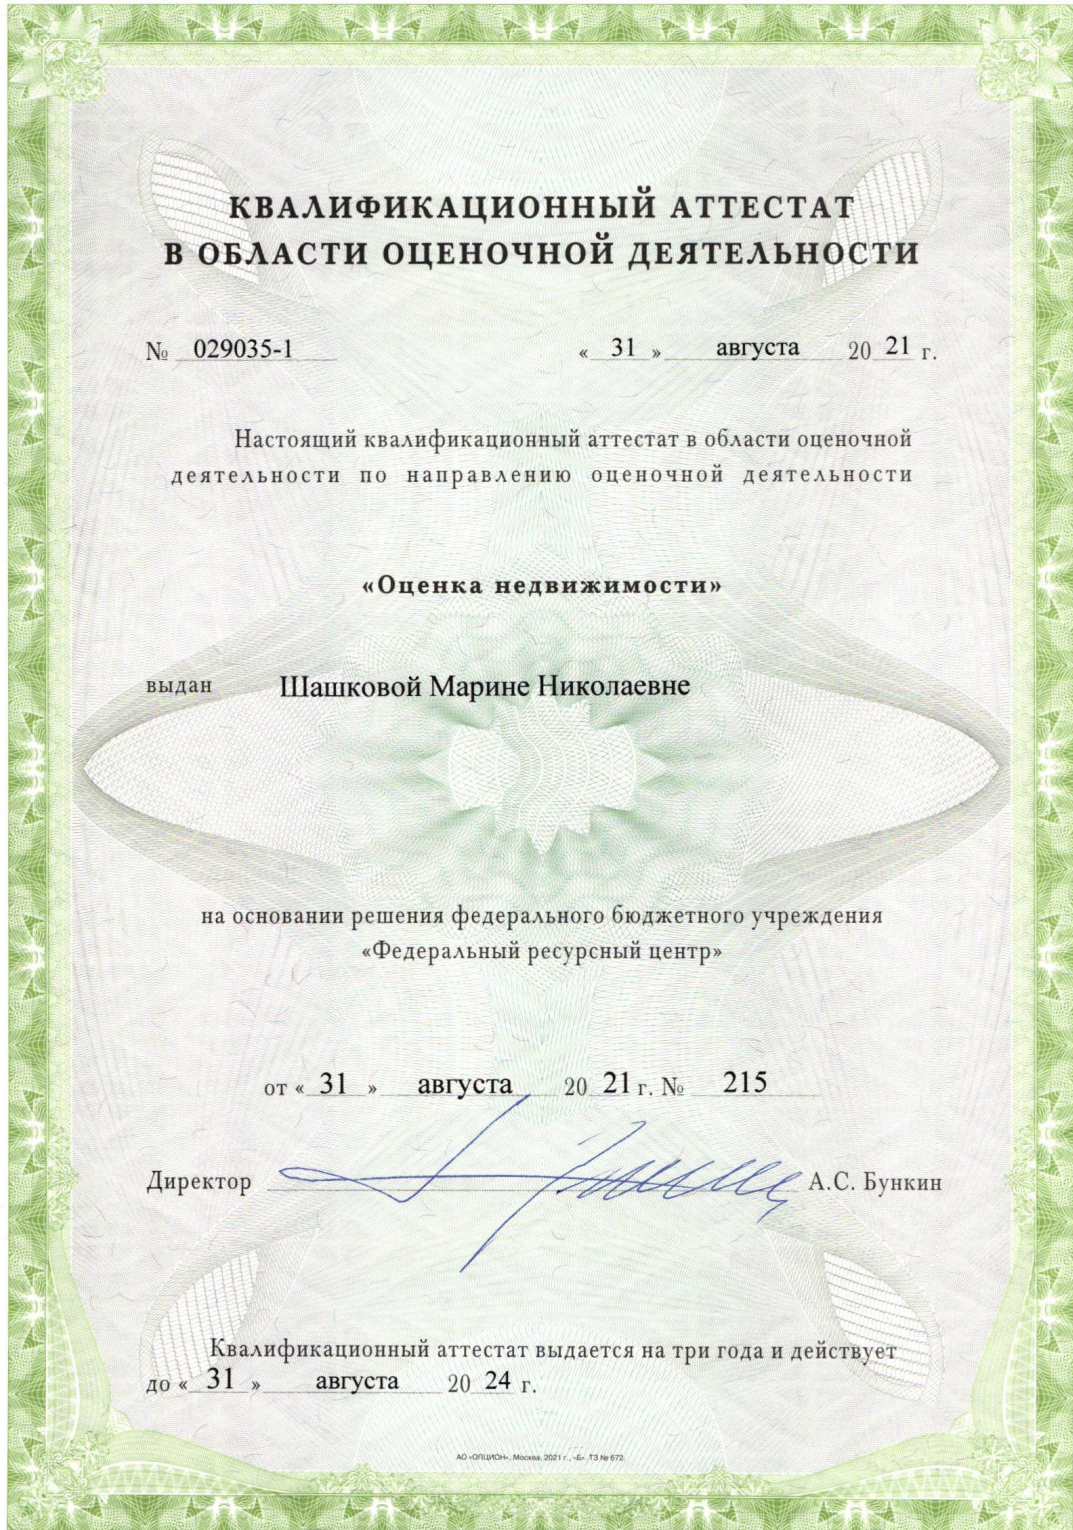 КВАЛИФИКАЦИОННЫЙ АТТЕСТАТ
В ОБЛАСТИ ОЦЕНОЧНОЙ ДЕЯТЕЛЬНОСТИ
№ 029035-1 « 31 » августа 20 21 г.
Настоящий квалификационный аттестат в области оценочной
деятельности по направлению оценочной деятельности
«Оценка недвижимости»
выдан Шашковой Марине Николаевне
на основании решения федерального бюджетного учреждения
«Федеральный ресурсный центр»
от « 31 » августа 20 21 г. № 215
Директор А.С. Бункин
Квалификационный аттестат выдается на три года и действует
до « 31 » августа 20 24 г.
АО «ОПЦИОН», Москва, 2021 г., «Б». ТЗ № 672.